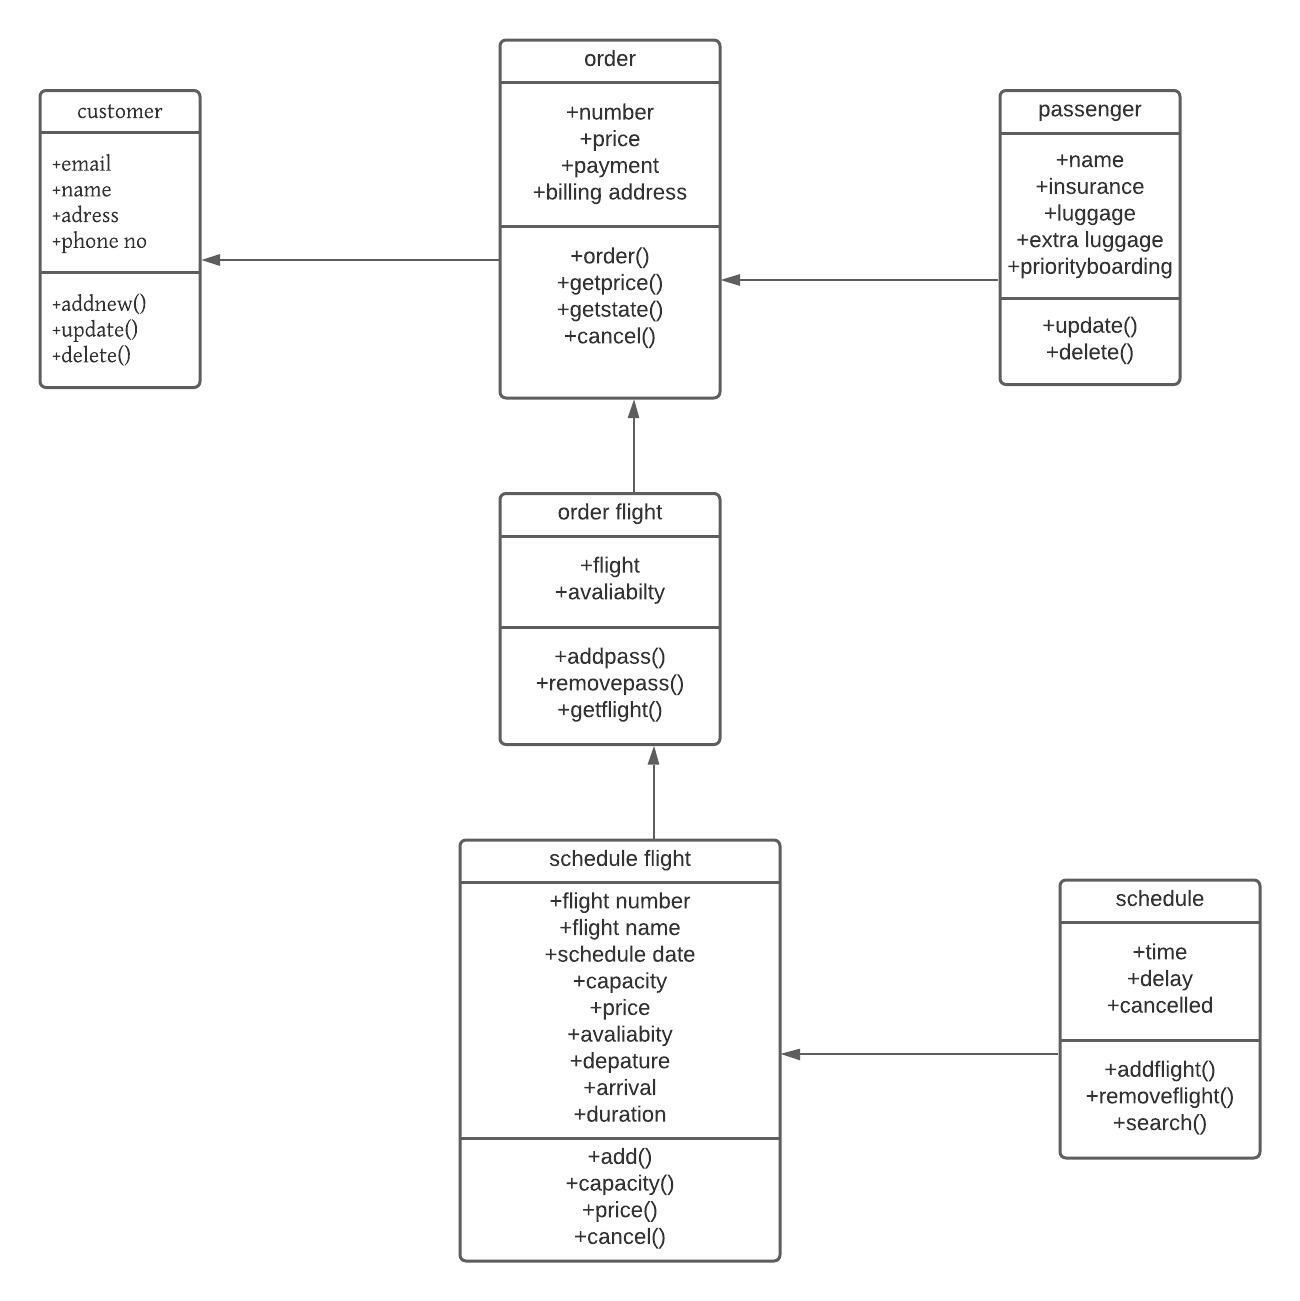 order
+number
+price
+payment
+billing address
+order()
+getprice()
+getstate()
+cancel()
customer
+email
+name
+adress
+phone no
+addnew()
+update()
+delete()
passenger
+name
+insurance
+luggage
+extra luggage
+priorityboarding
+update()
+delete()
order flight
+flight
+avaliabilty
+addpass()
+removepass()
+getflight()
schedule flight
+flight number
+flight name
+schedule date
+capacity
+price
+avaliabity
+depature
+arrival
+duration
+add()
+capacity()
+price()
+cancel()
schedule
+time
+delay
+cancelled
+addflight()
+removeflight()
+search()